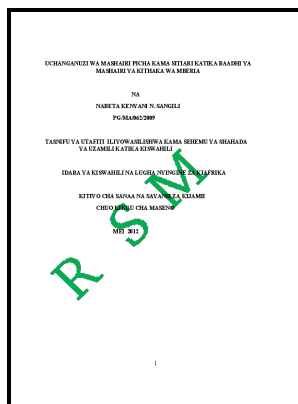 UCHANGANUZI WA MASHAIRI PICHA KAMA SITIARI KATIKA BAADHI YA
MASHAIRI YA KITHAKA WA MBERIA
NA
NABETA KENYANI N. SANGILI
PG/MA/062/2009
TASNIFU YA UTAFITI ILIYOWASILISHWA KAMA SEHEMU YA SHAHADA
YA UZAMILI KATIKA KISWAHILI
IDARA YA KISWAHILI NA LUGHA NYINGINE ZA KIAFRIKA
KITIVO CHA SANAA NA SAYANSI ZA KIJAMII
CHUO KIKUU CHA MASENO
MEI 2012
R S M
1